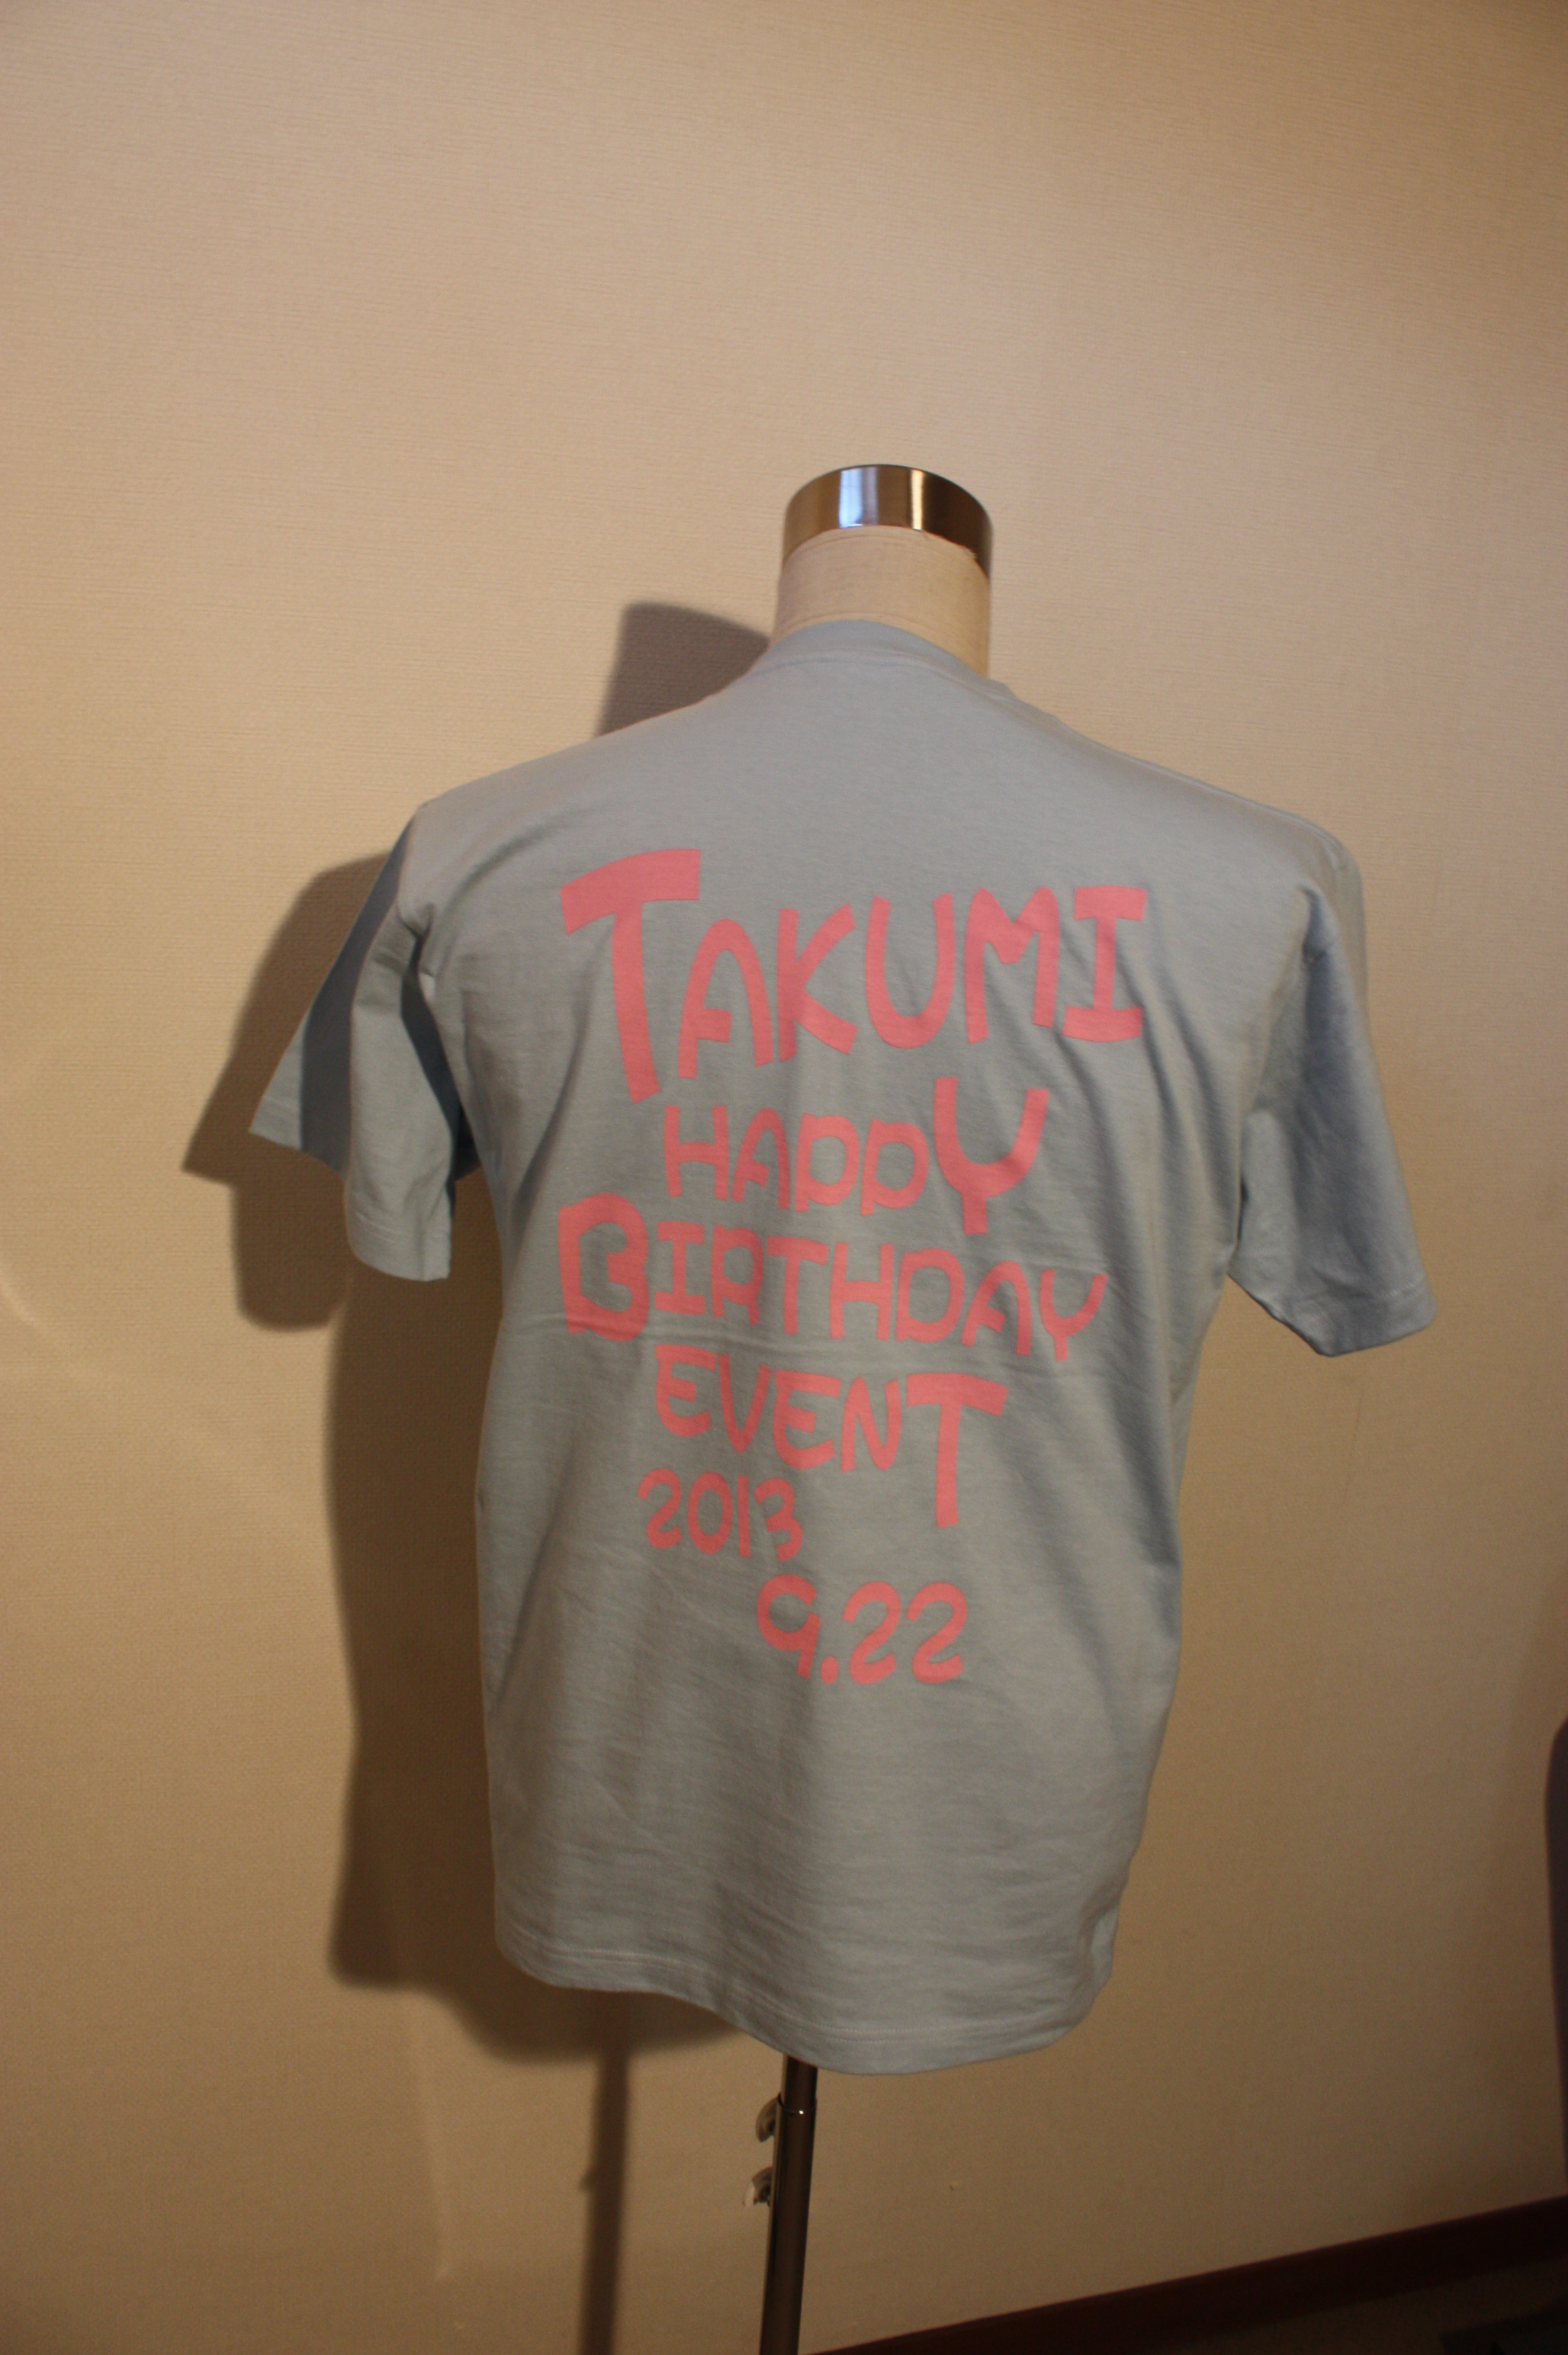 TAKUMI
HAPPY
BIRTHDAY
EVENT
2013
9.22